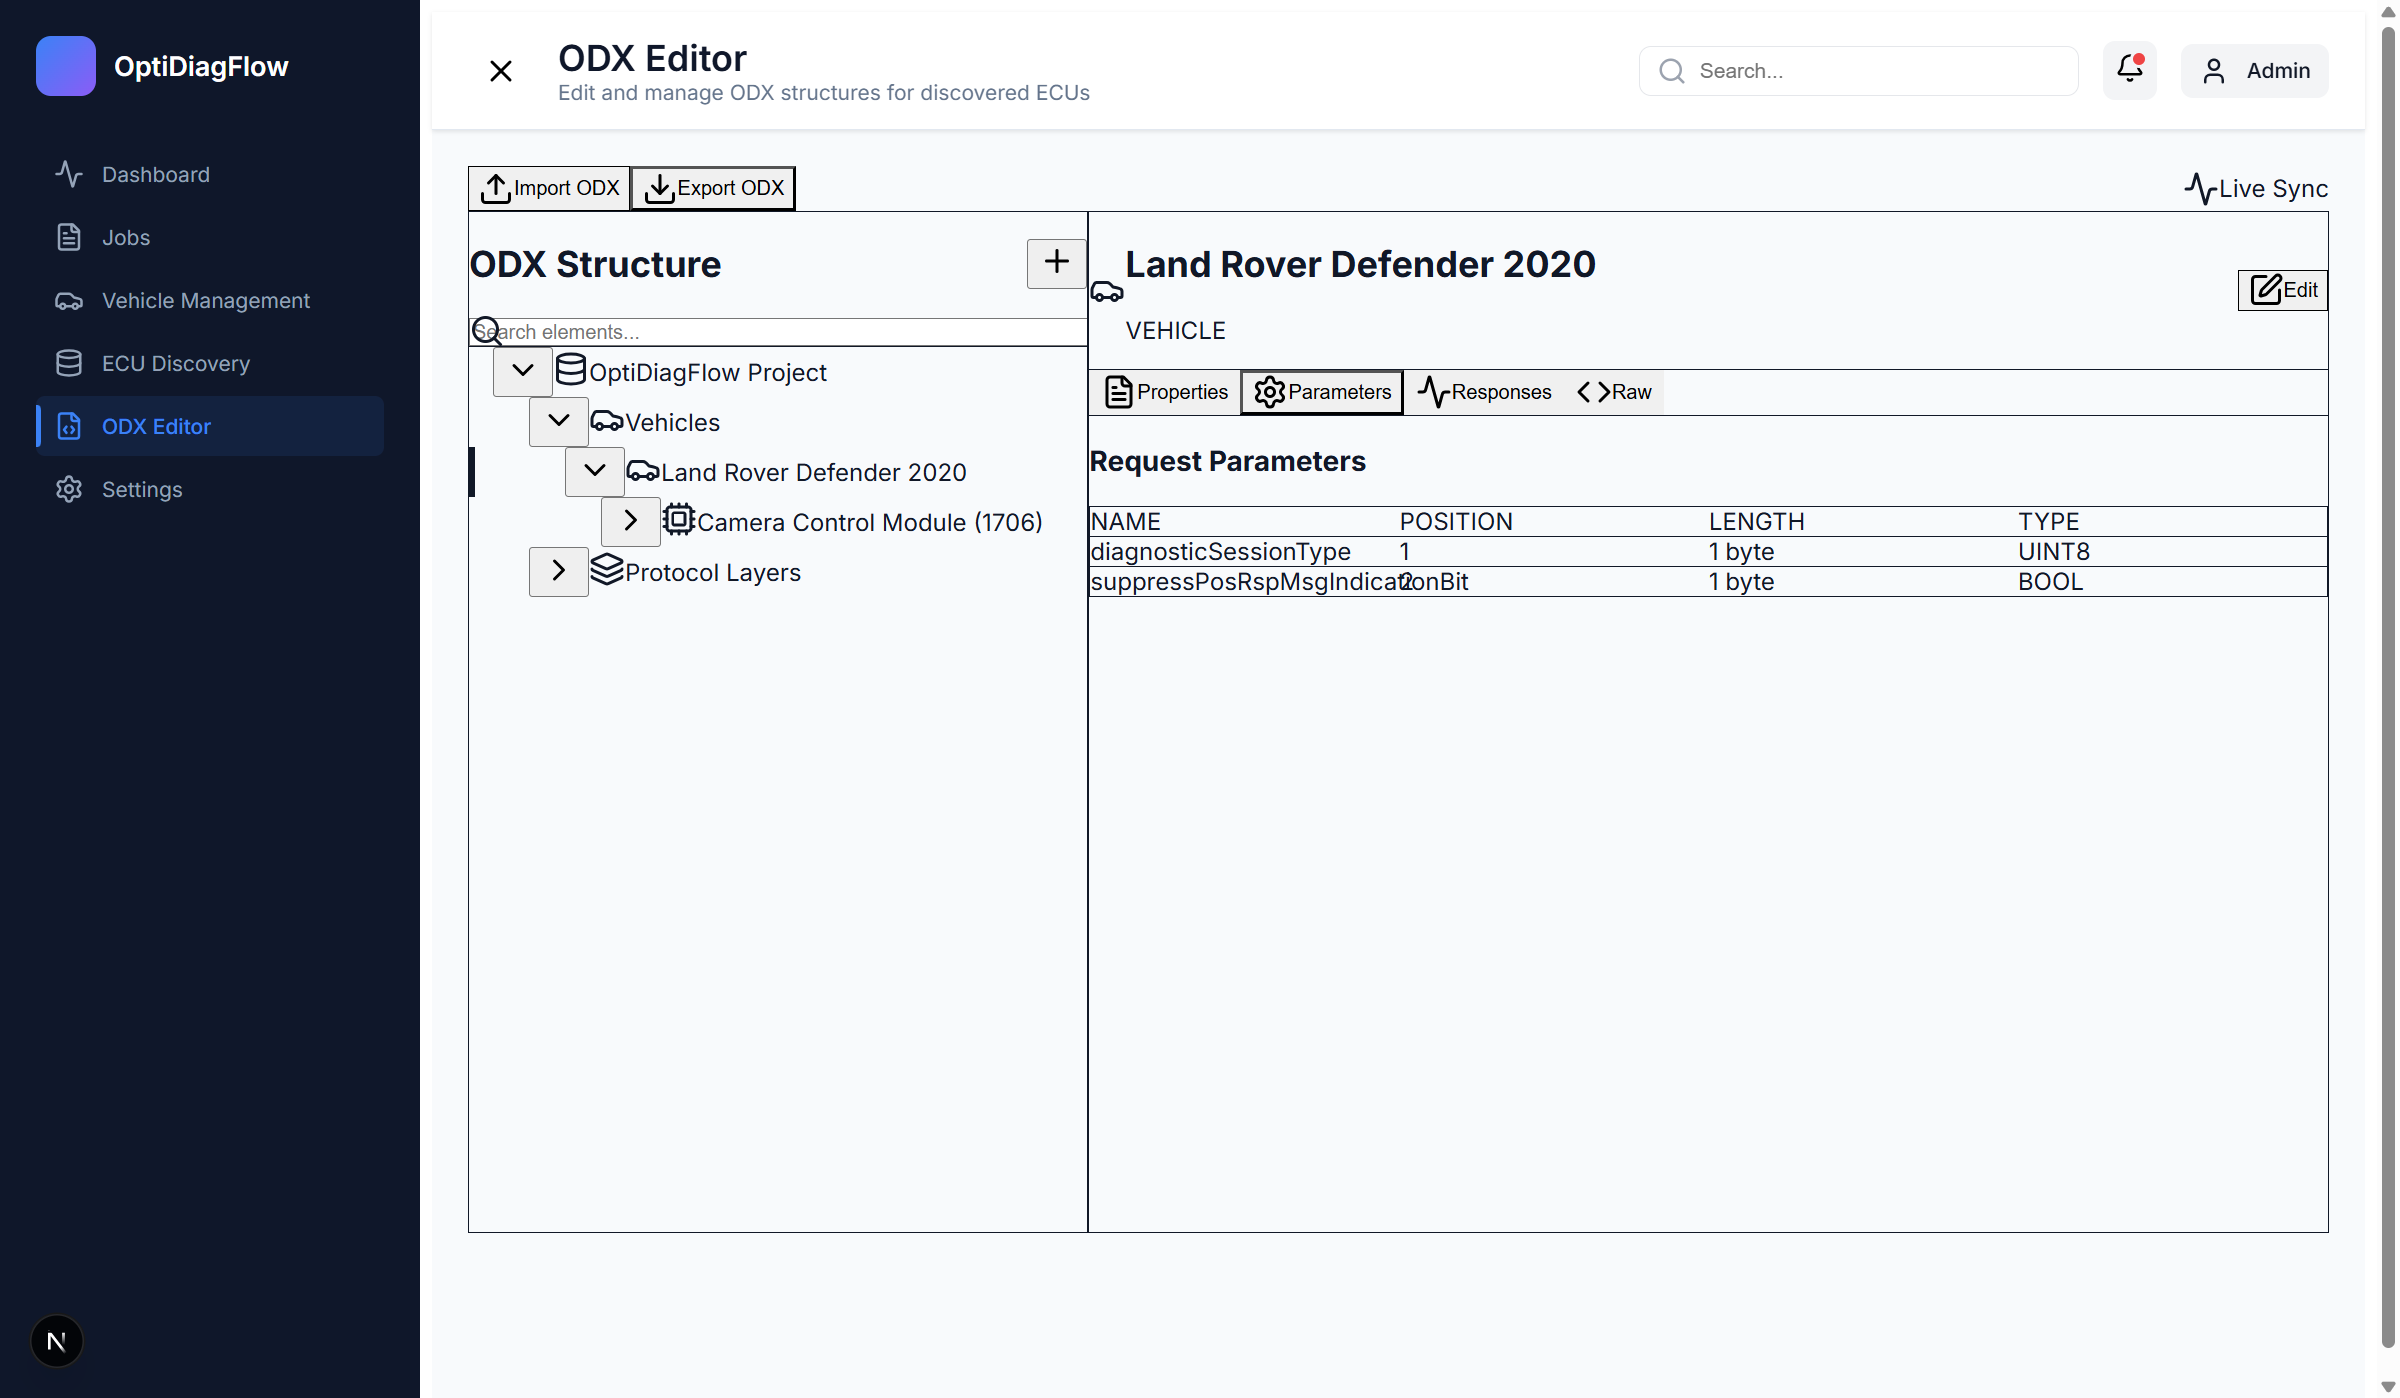 OptiDiagFlow
Dashboard
Jobs
Vehicle Management
ECU Discovery
ODX Editor
Settings
N
ODX Editor
Edit and manage ODX structures for discovered ECUs
Search...
Admin
Import ODX
Export ODX
Live Sync
ODX Structure
Search elements...
OptiDiagFlow Project
Vehicles
Land Rover Defender 2020
Camera Control Module (1706)
Protocol Layers
Land Rover Defender 2020
VEHICLE
Edit
Properties Parameters Responses Raw
Request Parameters
NAME POSITION LENGTH TYPE
diagnosticSessionType 1 1 byte UINT8
suppressPosRspMsgIndicationBit 2 1 byte BOOL